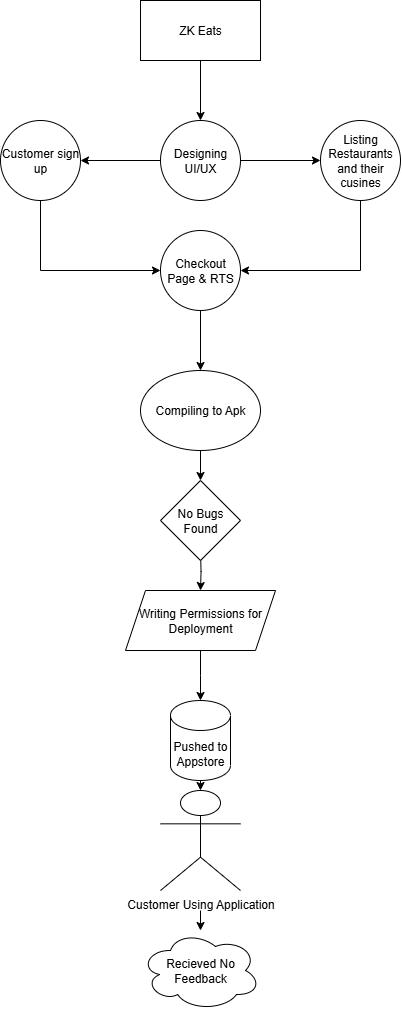 ZK Eats
Customer sign
up
Designing
UI/UX
Listing
Restaurants
and their
cusines
Checkout
Page & RTS
Compiling to Apk
No Bugs
Found
Writing Permissions for
Deployment
Pushed to
Appstore
Customer Using Application
Recieved No
Feedback